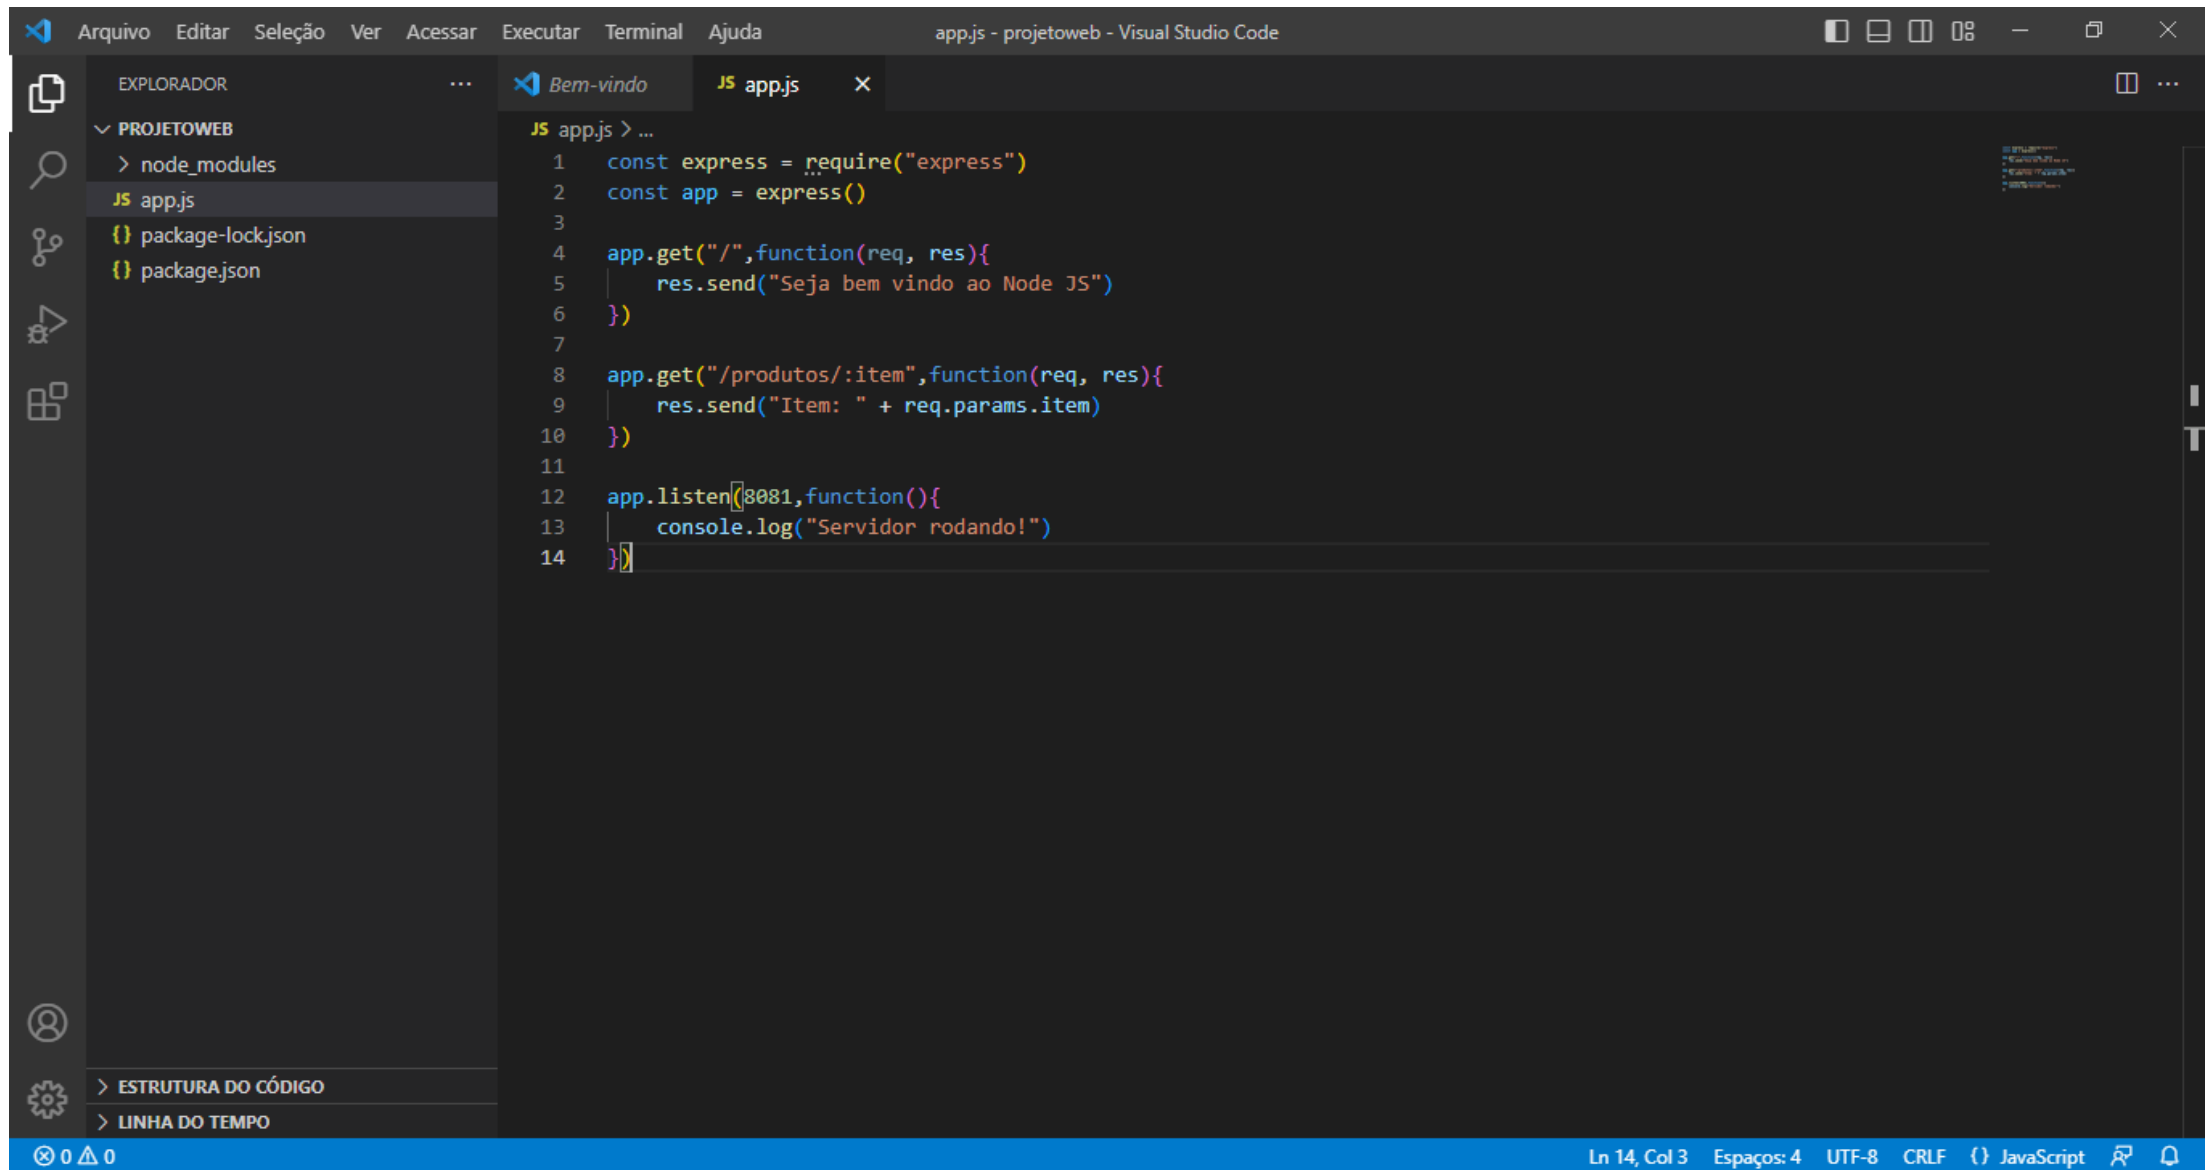 Arquivo Editar Seleção Ver Acessar Executar Terminal Ajuda app.js - projetoweb - Visual Studio Code
EXPLORADOR
PROJETOWEB
node_modules
JS app.js
{} package-lock.json
{} package.json
ESTRUTURA DO CÓDIGO
LINHA DO TEMPO
Bem-vindo JS app.js
JS app.js > ...
1 const express = require("express")
2 const app = express()
3
4 app.get("/",function(req, res){
5 res.send("Seja bem vindo ao Node JS")
6 })
7
8 app.get("/produtos/:item",function(req, res){
9 res.send("Item: " + req.params.item)
10 })
11
12 app.listen(8081,function(){
13 console.log("Servidor rodando!")
14 })
0 0 Ln 14, Col 3 Espaços: 4 UTF-8 CRLF {} JavaScript